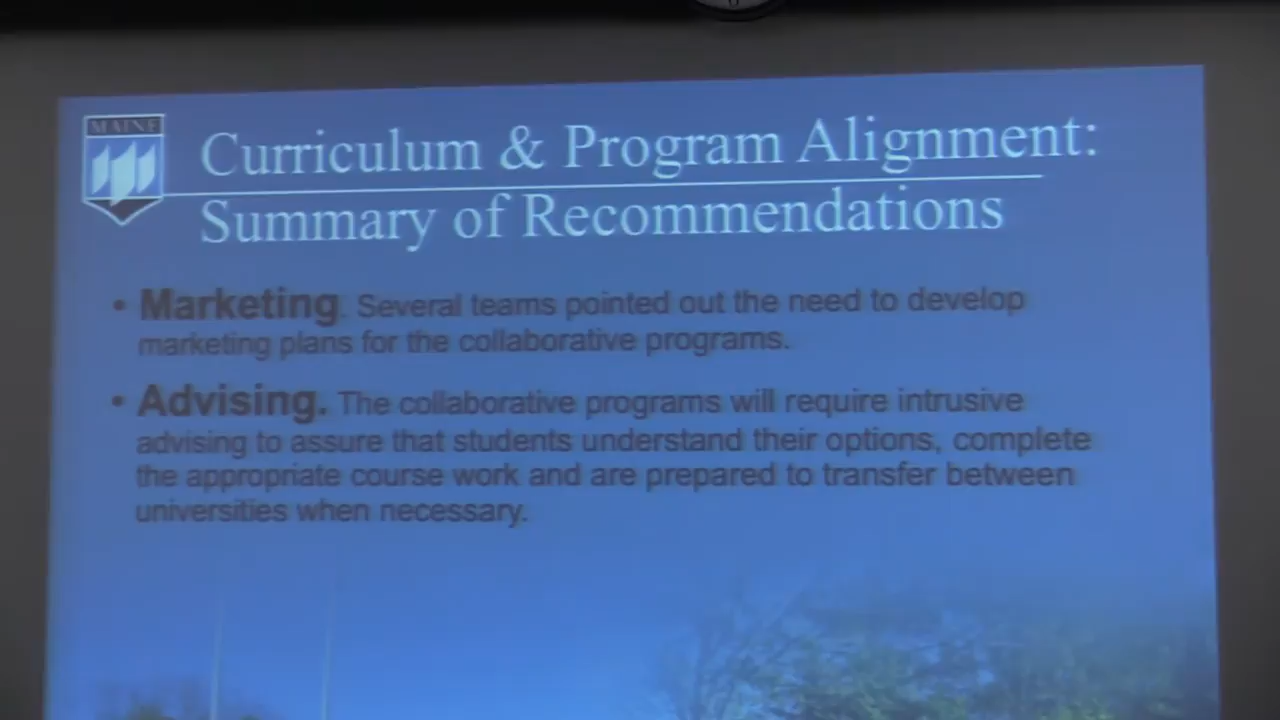 MAINE
Curriculum & Program Alignment:
Summary of Recommendations
• Marketing. Several teams pointed out the need to develop
marketing plans for the collaborative programs.
• Advising. The collaborative programs will require intrusive
advising to assure that students understand their options, complete
the appropriate course work and are prepared to transfer between
universities when necessary.